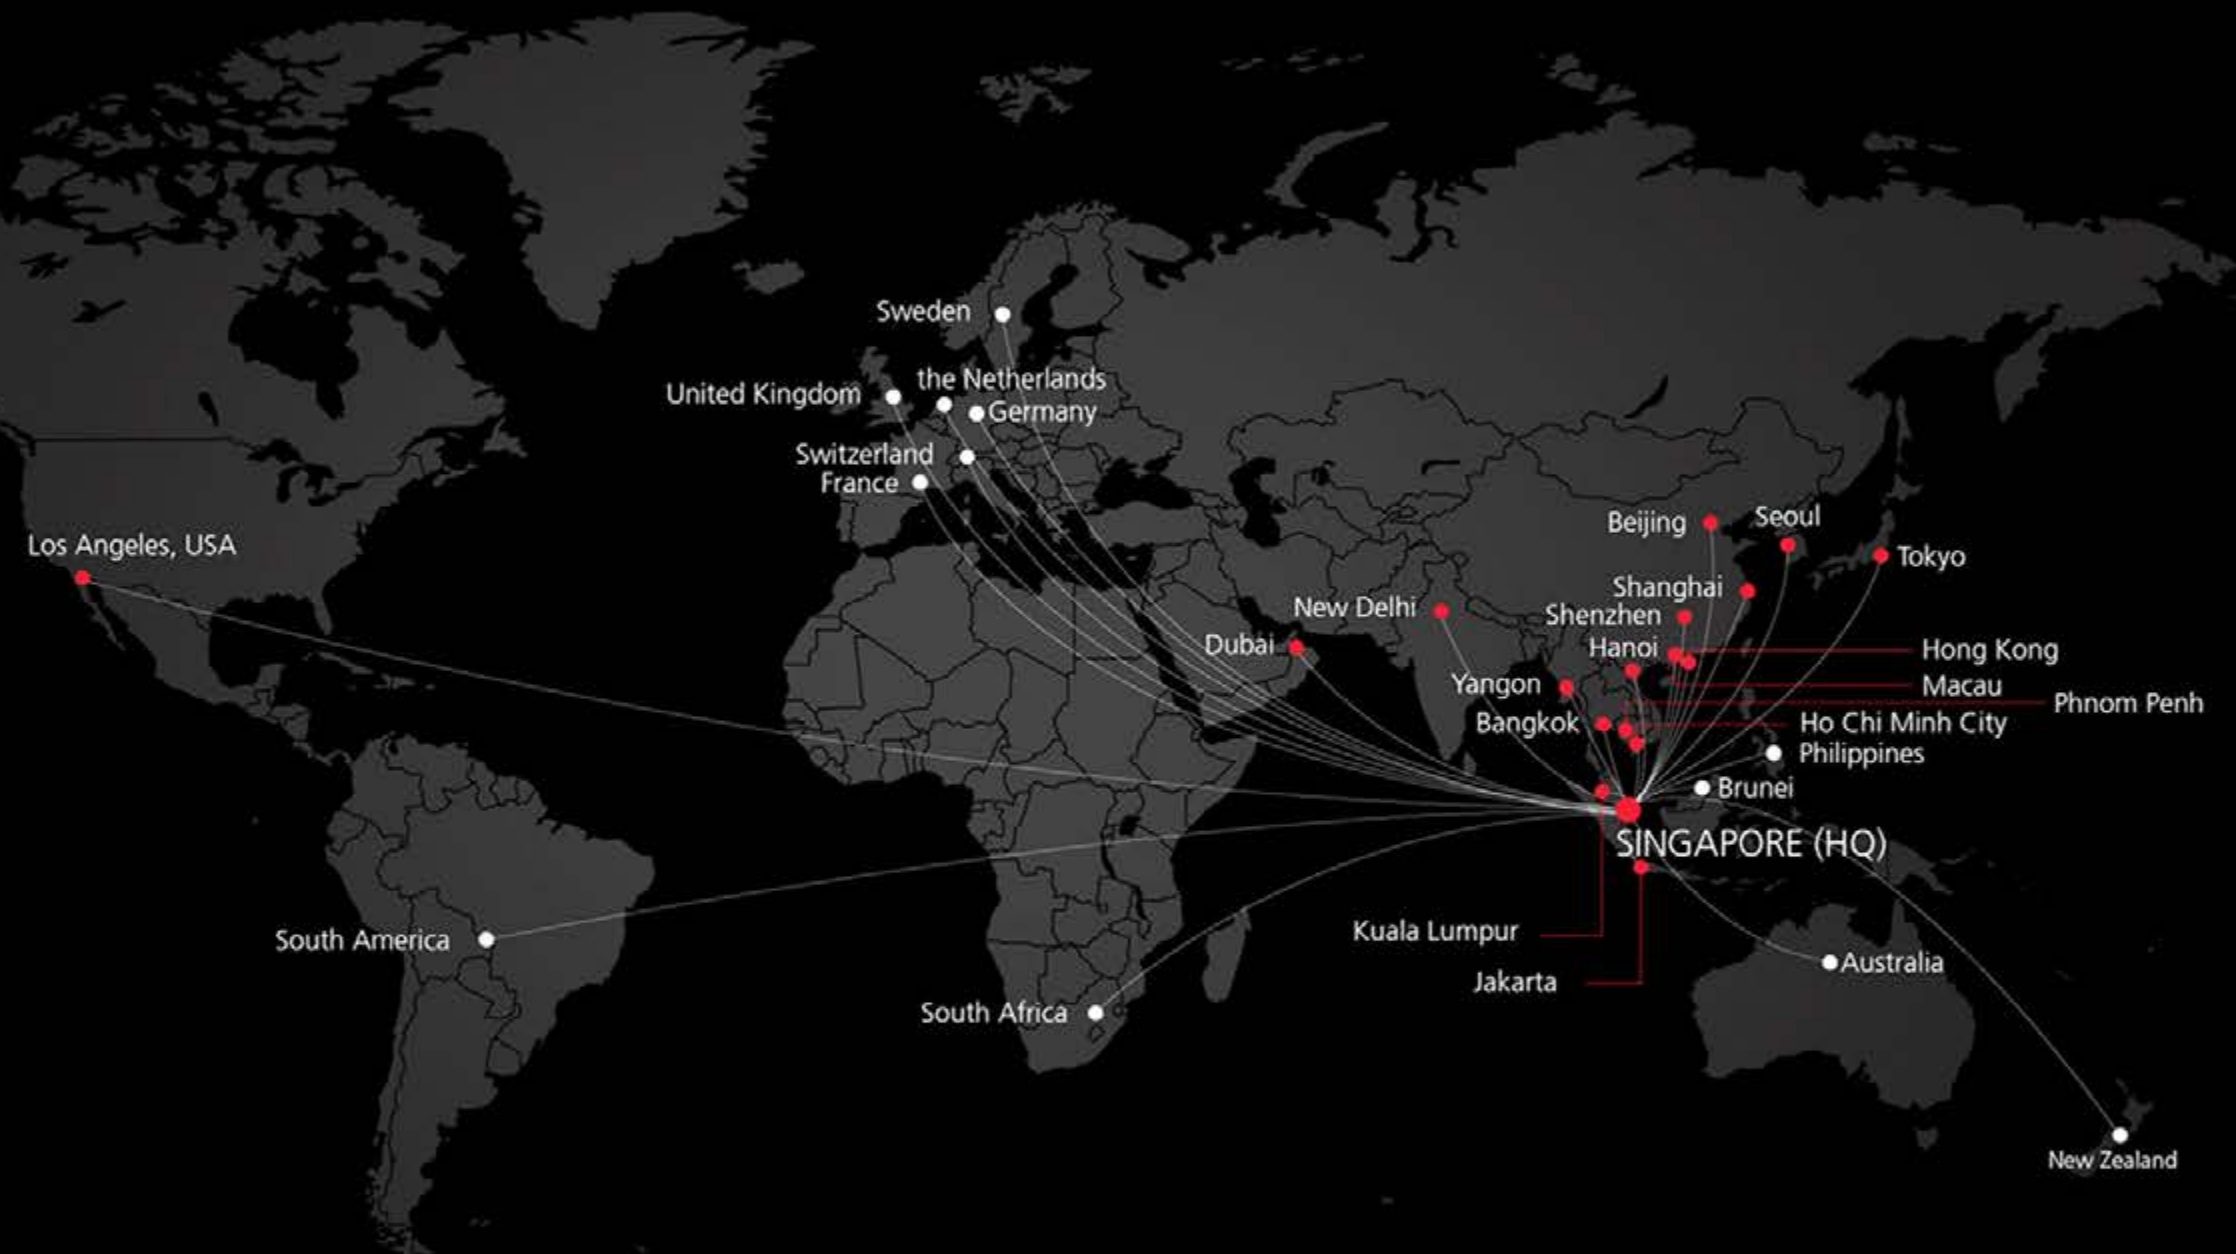 Sweden
the Netherlands
United Kingdom
Germany
Switzerland
France
Los Angeles, USA
Beijing
Seoul
Tokyo
Shanghai
New Delhi
Shenzhen
Dubai
Hanoi
Hong Kong
Yangon
Macau
Phnom Penh
Bangkok
Ho Chi Minh City
Philippines
Brunei
SINGAPORE (HQ)
Kuala Lumpur
South America
Australia
Jakarta
South Africa
New Zealand